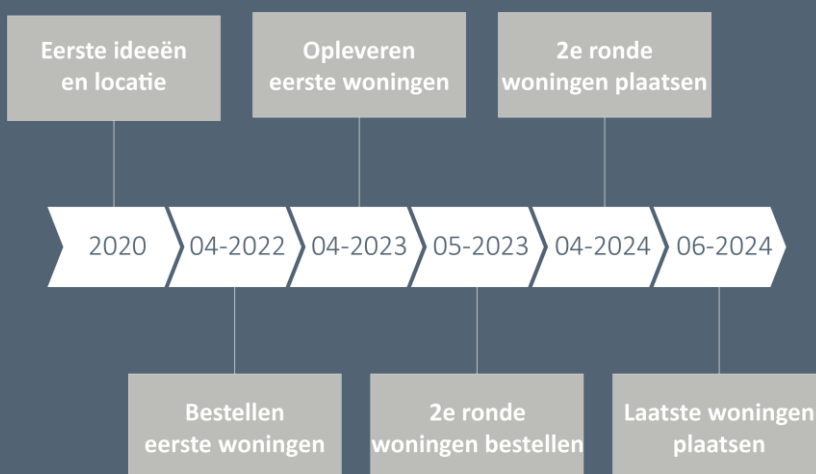 Eerste ideeën
en locatie
Opleveren
eerste woningen
2e ronde
woningen plaatsen
2020
04-2022
04-2023
05-2023
04-2024
06-2024
Bestellen
eerste woningen
2e ronde
woningen bestellen
Laatste woningen
plaatsen